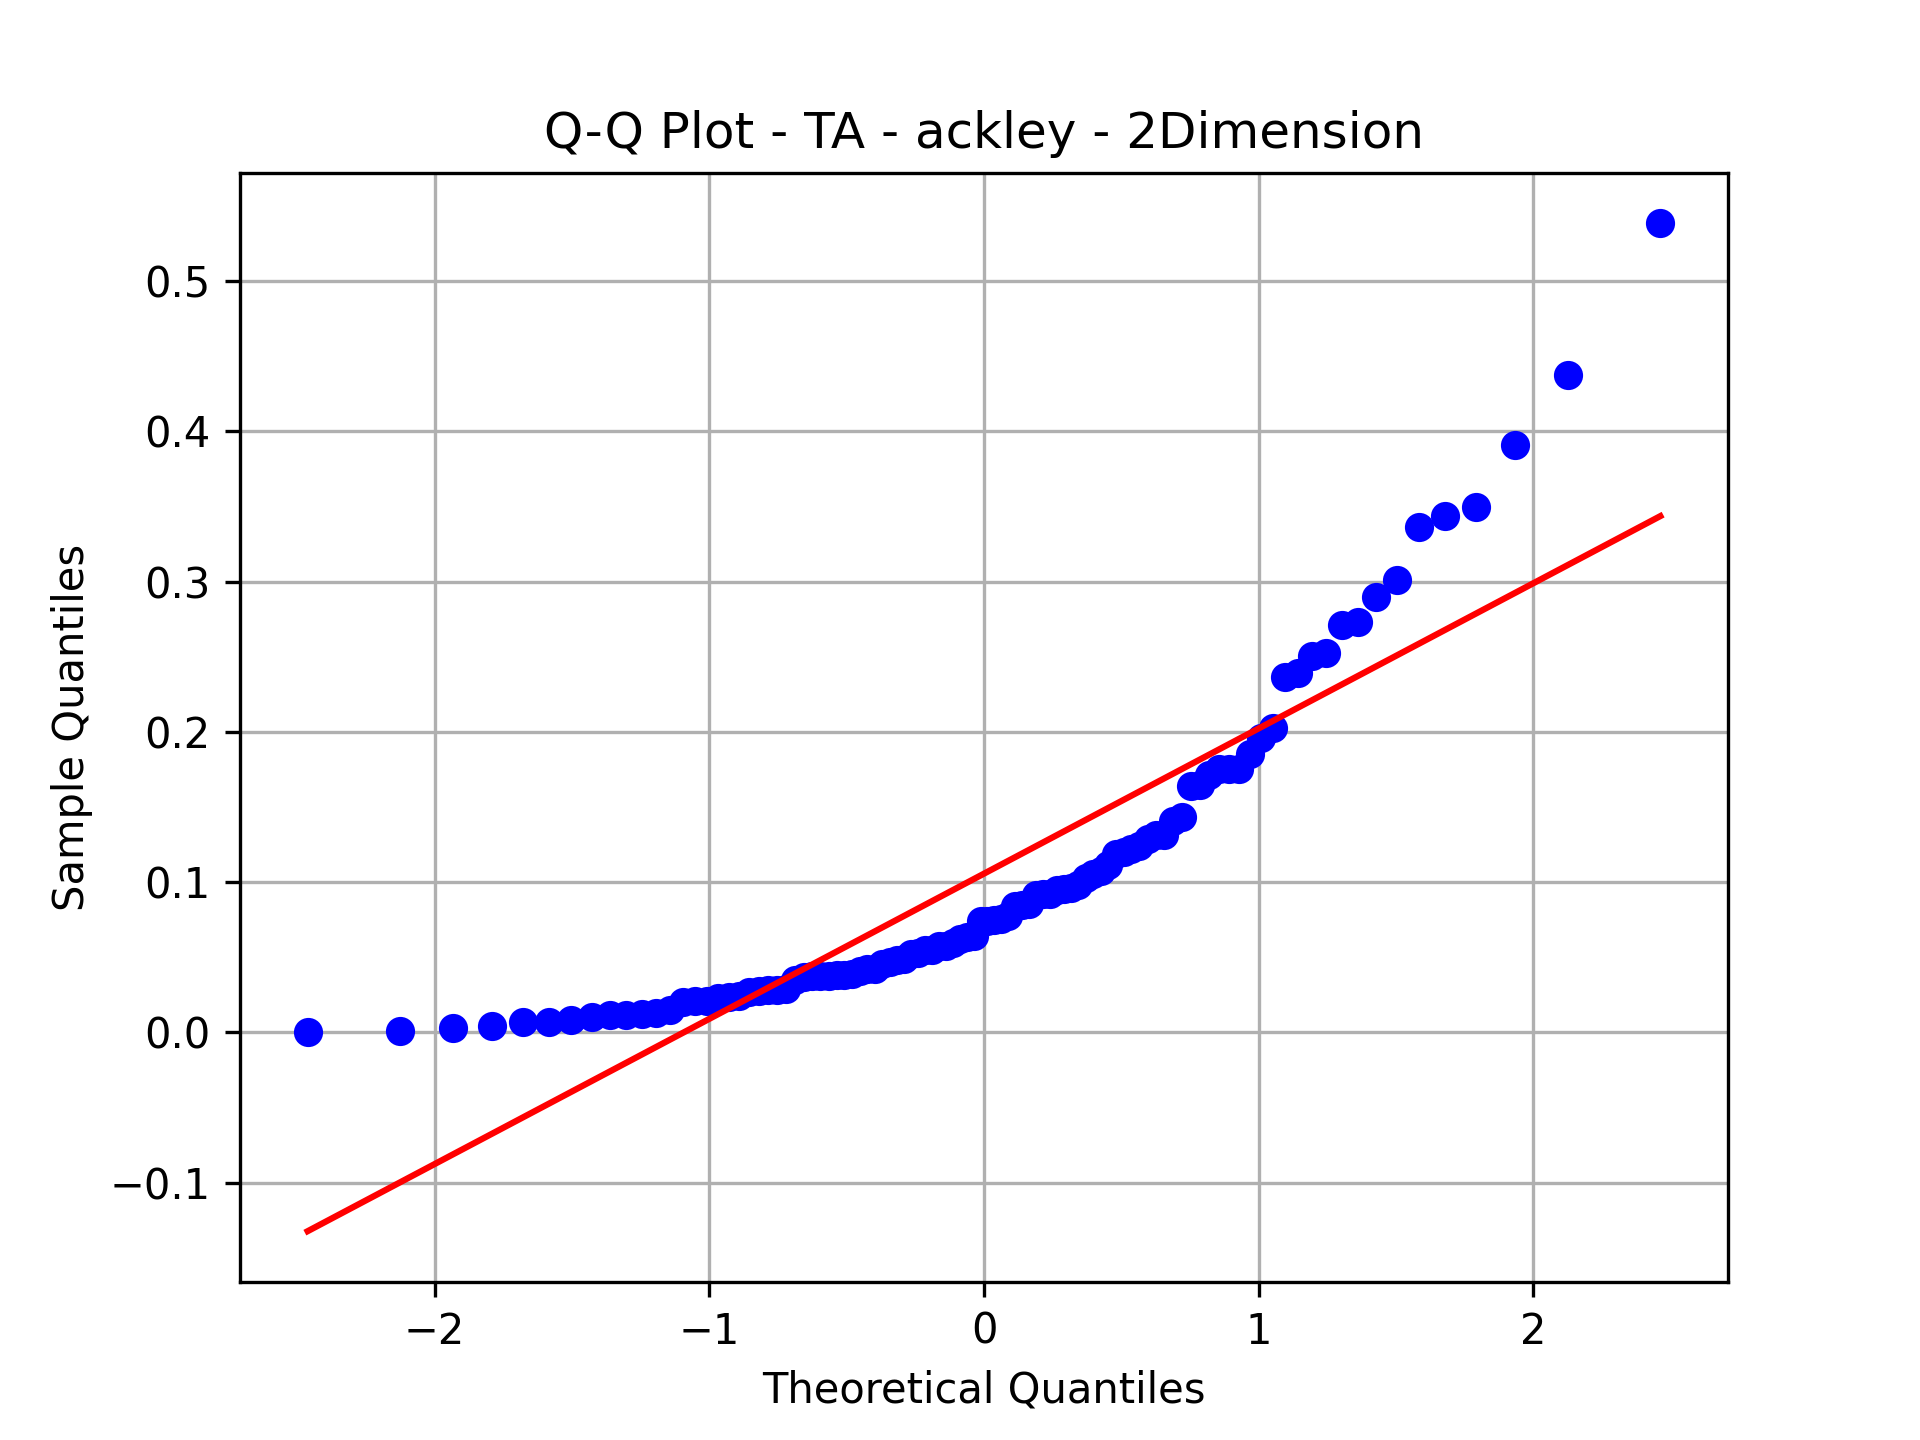 Q-Q Plot - TA - ackley - 2Dimension
0.5
0.4
0.3
0.2
0.1
0.0
−0.1
Sample Quantiles
−2 −1 0 1 2
Theoretical Quantiles